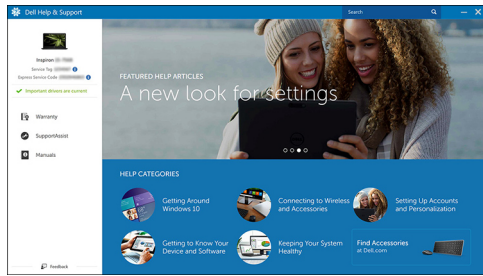 Dell Help & Support
Search
Inspiron
Service Tag
Express Service Code
Important drivers are current
Warranty
SupportAssist
Manuals
Feedback
FEATURED HELP ARTICLES
A new look for settings
HELP CATEGORIES
Getting Around
Windows 10
Connecting to Wireless
and Accessories
Setting Up Accounts
and Personalization
Getting to Know Your
Device and Software
Keeping Your System
Healthy
Find Accessories
at Dell.com